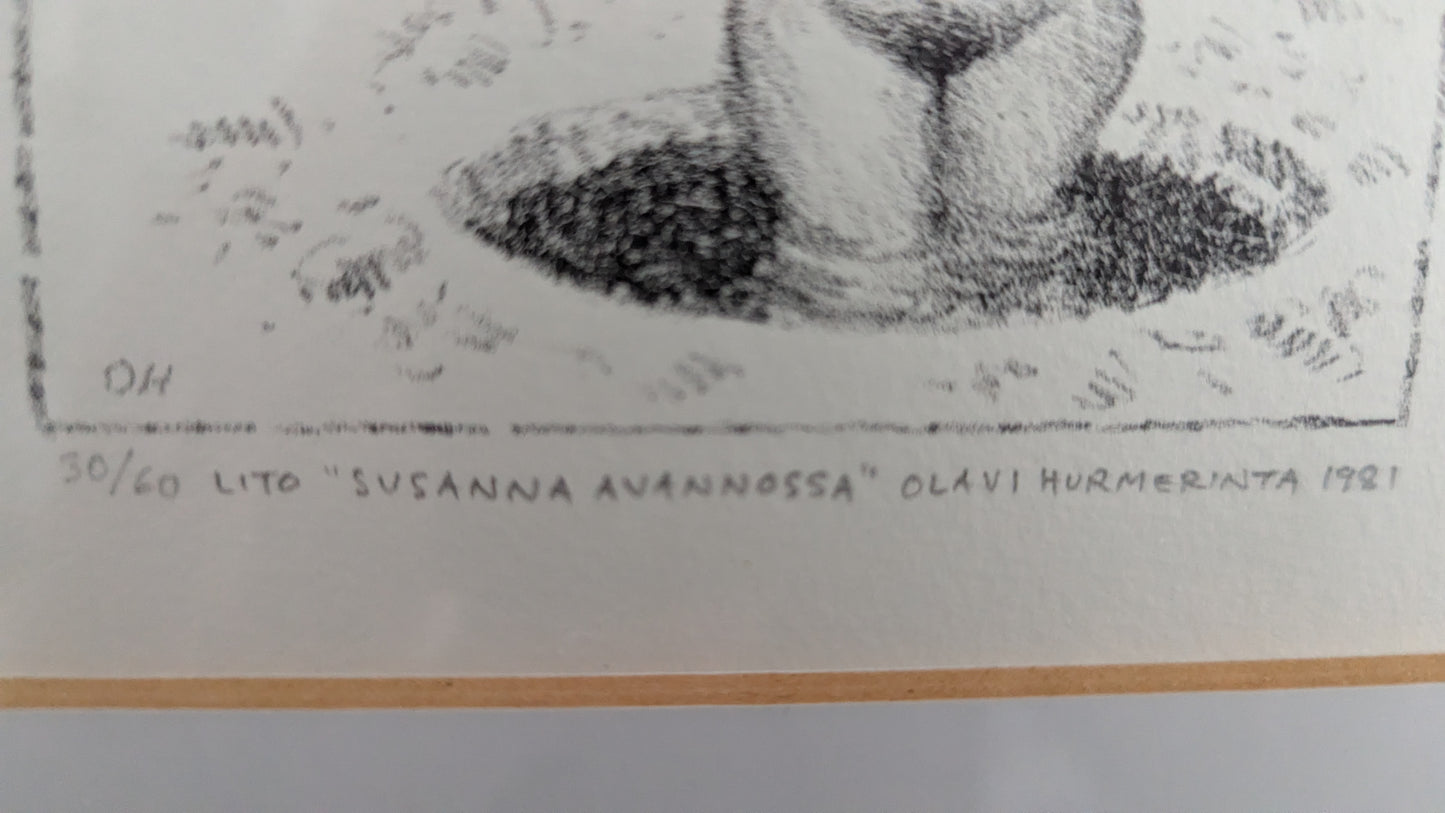 OH
30/60 LITO "SUSANNA AVANNOSSA" OLAVI HURMERINTA 1981